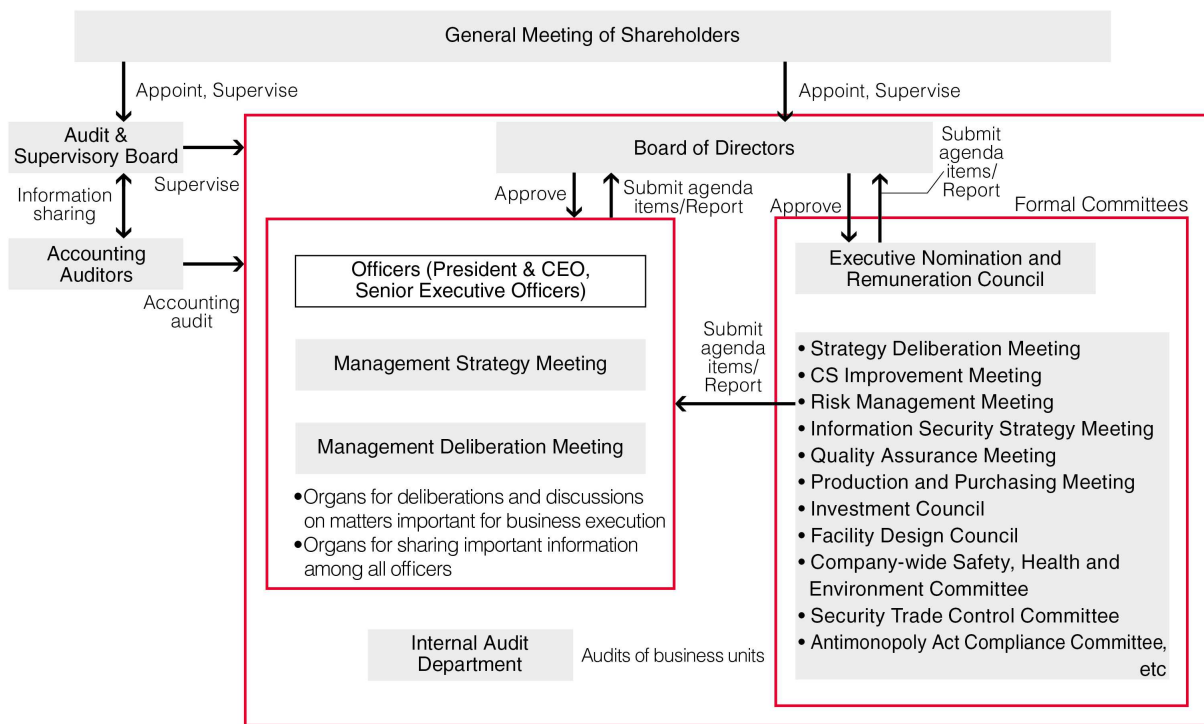 General Meeting of Shareholders
Appoint, Supervise
Appoint, Supervise
Audit &
Supervisory Board
Supervise
Information
sharing
Accounting
Auditors
Accounting
audit
Board of Directors
Approve
Submit agenda
items/Report
Approve
Submit
agenda
items/
Report
Formal Committees
Officers (President & CEO,
Senior Executive Officers)
Management Strategy Meeting
Management Deliberation Meeting
•Organs for deliberations and discussions
on matters important for business execution
•Organs for sharing important information
among all officers
Submit
agenda
items/
Report
Executive Nomination and
Remuneration Council
• Strategy Deliberation Meeting
• CS Improvement Meeting
• Risk Management Meeting
• Information Security Strategy Meeting
• Quality Assurance Meeting
• Production and Purchasing Meeting
• Investment Council
• Facility Design Council
• Company-wide Safety, Health and
Environment Committee
• Security Trade Control Committee
• Antimonopoly Act Compliance Committee,
etc
Internal Audit
Department
Audits of business units